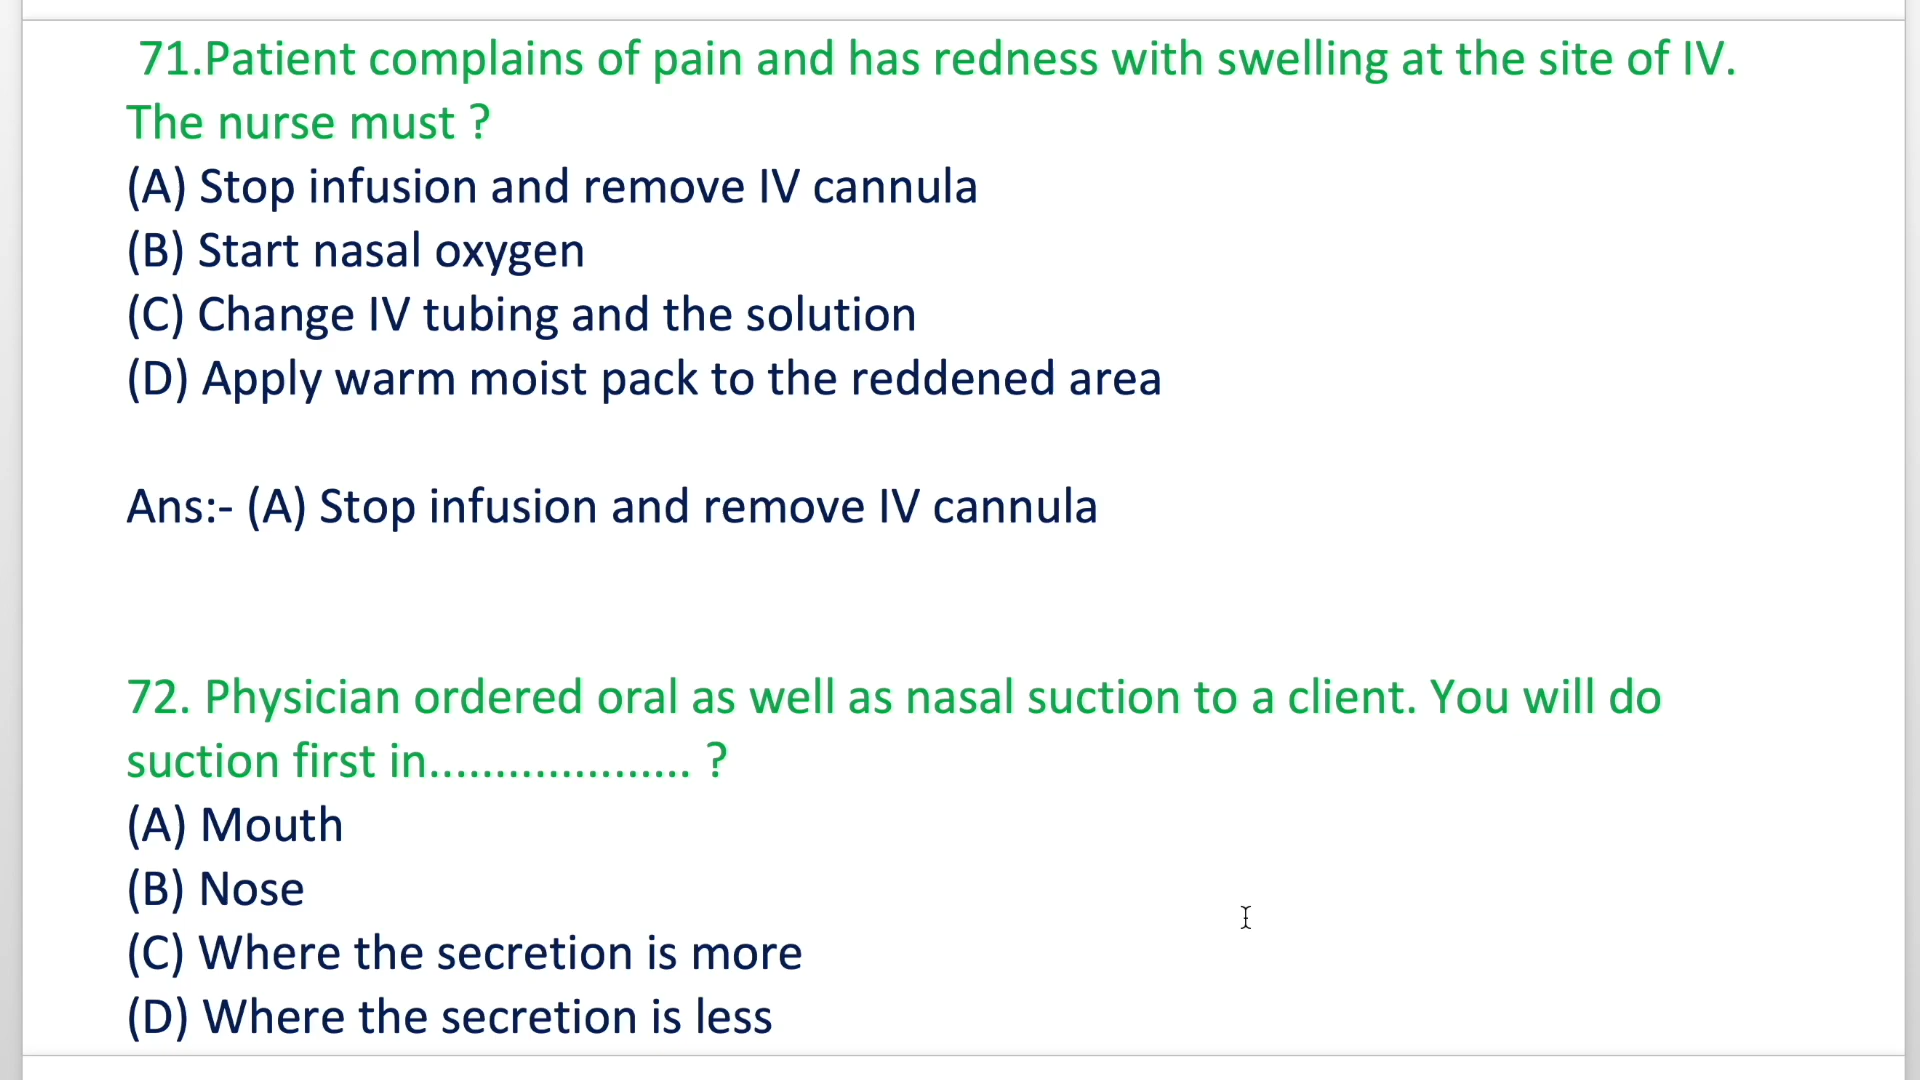 71.Patient complains of pain and has redness with swelling at the site of IV.
The nurse must ?
(A) Stop infusion and remove IV cannula
(B) Start nasal oxygen
(C) Change IV tubing and the solution
(D) Apply warm moist pack to the reddened area
Ans:- (A) Stop infusion and remove IV cannula
72. Physician ordered oral as well as nasal suction to a client. You will do
suction first in.................... ?
(A) Mouth
(B) Nose
(C) Where the secretion is more
(D) Where the secretion is less